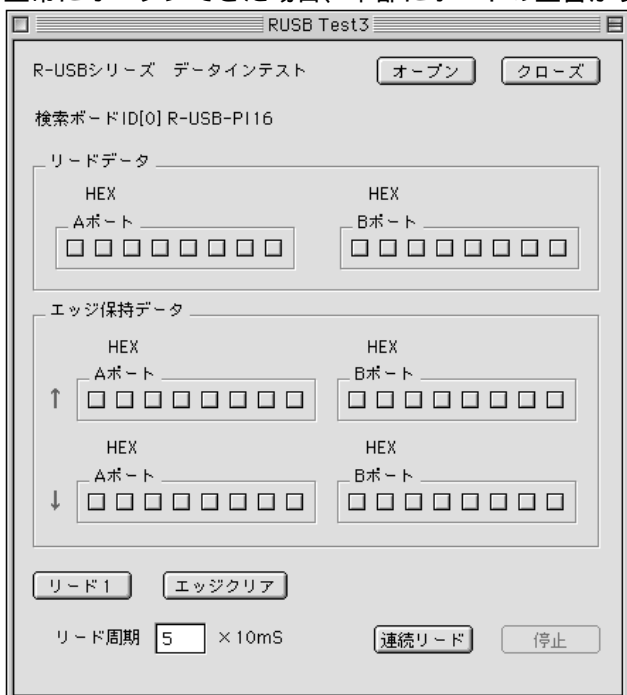 RUSB Test3
R-USBシリーズ データインテスト オープン クローズ
検索ボードID[0] R-USB-PI16
リードデータ
HEX HEX
Aポート Bポート
エッジ保持データ
HEX HEX
Aポート Bポート
↑
HEX HEX
Aポート Bポート
↓
リード1 エッジクリア
リード周期 5 ×10mS 連続リード 停止